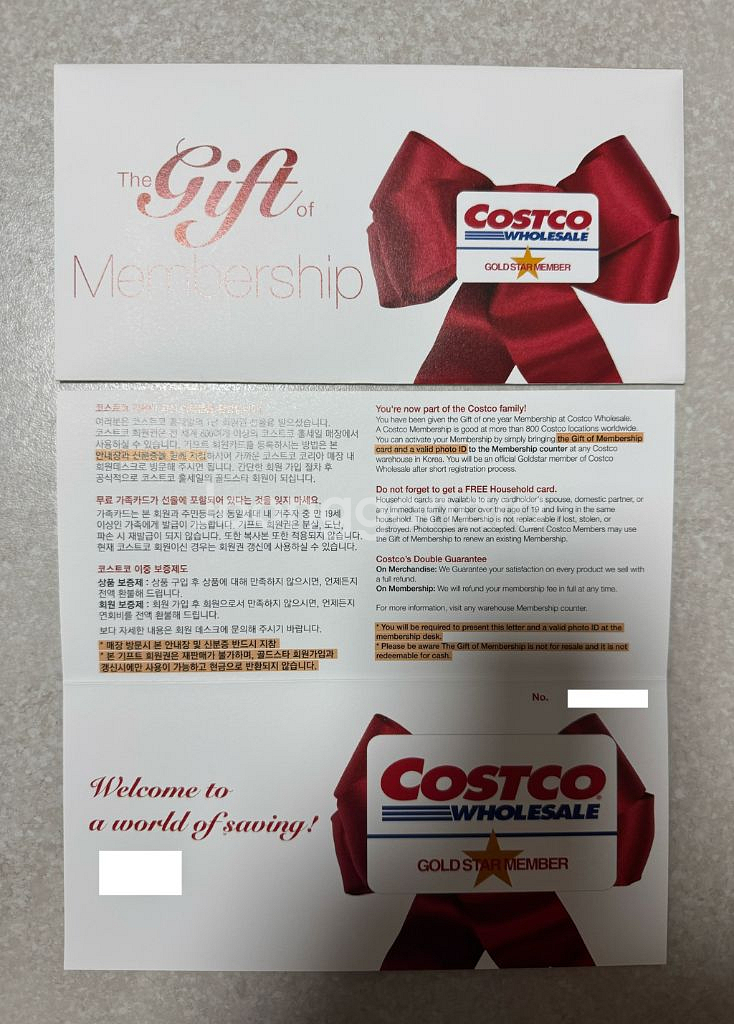 The Gift of
Membership
COSTCO
WHOLESALE
GOLD STAR MEMBER
코스트코
여러분은 코스트코 홀세일의 1년 회원권 선물을 받으셨습니다.
코스트코 회원권은 전 세계 800여개 이상의 코스트코 홀세일 매장에서
사용하실 수 있습니다. 기프트 회원카드를 등록하시는 방법은 본
안내장과 신분증을 함께 지참하시어 가까운 코스트코 코리아 매장 내
회원데스크로 방문해 주시면 됩니다. 간단한 회원 가입 절차 후
공식적으로 코스트코 홀세일의 골드스타 회원이 되십니다.
무료 가족카드가 선물에 포함되어 있다는 것을 잊지 마세요.
가족카드는 본 회원과 주민등록상 동일세대 내 거주자 중 만 19세
이상인 가족에게 발급이 가능합니다. 기프트 회원권은 분실, 도난,
파손 시 재발급이 되지 않습니다. 또한 복사본 또한 적용되지 않습니다.
현재 코스트코 회원이신 경우는 회원권 갱신에 사용하실 수 있습니다.
코스트코 이중 보증제도
상품 보증제 : 상품 구입 후 상품에 대해 만족하지 않으시면, 언제든지
전액 환불해 드립니다.
회원 보증제 : 회원 가입 후 회원으로서 만족하지 않으시면, 언제든지
연회비를 전액 환불해 드립니다.
보다 자세한 내용은 회원 데스크에 문의해 주시기 바랍니다.
* 매장 방문시 본 안내장 및 신분증 반드시 지참
* 본 기프트 회원권은 재판매가 불가하며, 골드스타 회원가입과
갱신시에만 사용이 가능하고 현금으로 반환되지 않습니다.
You're now part of the Costco family!
You have been given the Gift of one year Membership at Costco Wholesale.
A Costco Membership is good at more than 800 Costco locations worldwide.
You can activate your Membership by simply bringing the Gift of Membership
card and a valid photo ID to the Membership counter at any Costco
warehouse in Korea. You will be an official Goldstar member of Costco
Wholesale after short registration process.
Do not forget to get a FREE Household card.
Household cards are available to any cardholder's spouse, domestic partner, or
any immediate family member over the age of 19 and living in the same
household. The Gift of Membership is not replaceable if lost, stolen, or
destroyed. Photocopies are not accepted. Current Costco Members may use
the Gift of Membership to renew an existing Membership.
Costco's Double Guarantee
On Merchandise: We Guarantee your satisfaction on every product we sell with
a full refund.
On Membership: We will refund your membership fee in full at any time.
For more information, visit any warehouse Membership counter.
* You will be required to present this letter and a valid photo ID at the
membership desk.
* Please be aware The Gift of Membership is not for resale and it is not
redeemable for cash.
No.
Welcome to
a world of saving!
COSTCO
WHOLESALE
GOLD STAR MEMBER